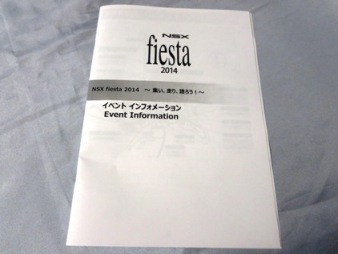 NSX
fiesta
2014
NSX fiesta 2014 ～ 集い、走り、語ろう！～
イベント インフォメーション
Event Information